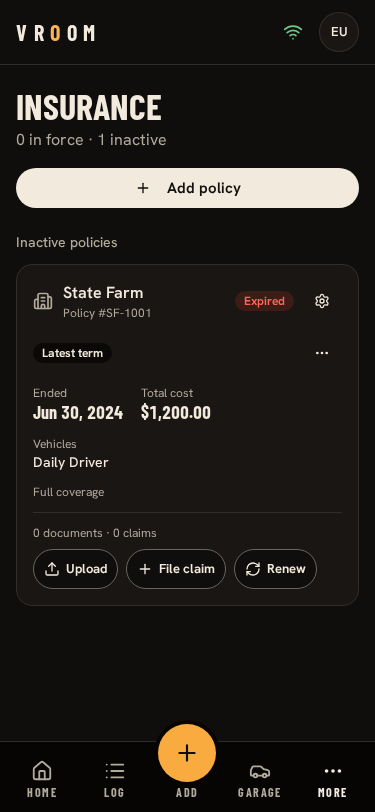 VROOM
EU
INSURANCE
0 in force · 1 inactive
+ Add policy
Inactive policies
State Farm
Policy #SF-1001
Expired
Latest term
Ended
Total cost
Jun 30, 2024
$1,200.00
Vehicles
Daily Driver
Full coverage
0 documents · 0 claims
Upload
+ File claim
Renew
HOME
LOG
ADD
GARAGE
MORE